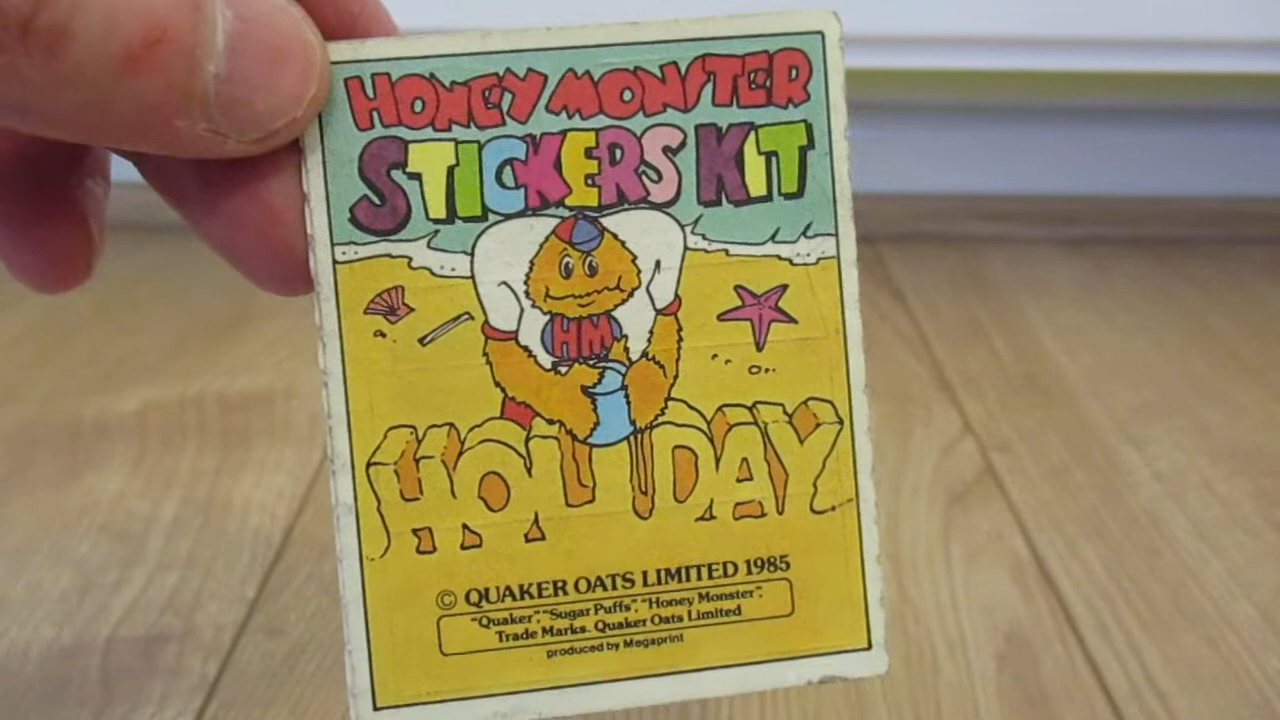 HONEY MONSTER
STICKERS KIT
HM
HOLIDAY
© QUAKER OATS LIMITED 1985
"Quaker", "Sugar Puffs", "Honey Monster",
Trade Marks. Quaker Oats Limited
produced by Megaprint